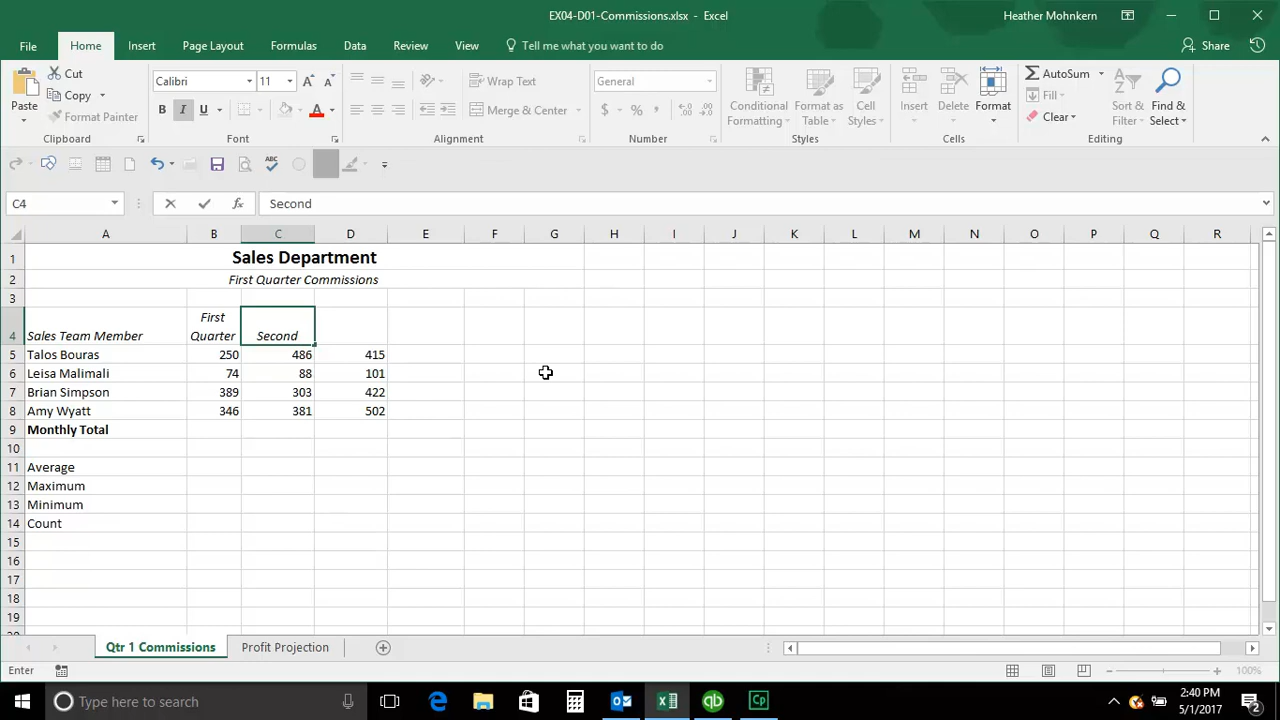 EX04-D01-Commissions.xlsx - Excel
Heather Mohnkern
File Home Insert Page Layout Formulas Data Review View Tell me what you want to do Share
Paste
Cut
Copy
Format Painter
Clipboard
Calibri 11
B I U
Font
Wrap Text
Merge & Center
Alignment
General
$ % ,
Number
Conditional Formatting
Format as Table
Cell Styles
Styles
Insert Delete Format
Cells
AutoSum
Fill
Clear
Sort & Filter
Find & Select
Editing
ABC
C4 fx Second
A B C D E F G H I J K L M N O P Q R
1 Sales Department
2 First Quarter Commissions
3
4 Sales Team Member First Quarter Second
5 Talos Bouras 250 486 415
6 Leisa Malimali 74 88 101
7 Brian Simpson 389 303 422
8 Amy Wyatt 346 381 502
9 Monthly Total
10
11 Average
12 Maximum
13 Minimum
14 Count
15
16
17
18
19
Qtr 1 Commissions Profit Projection
Enter 100%
Type here to search
2:40 PM
5/1/2017
2